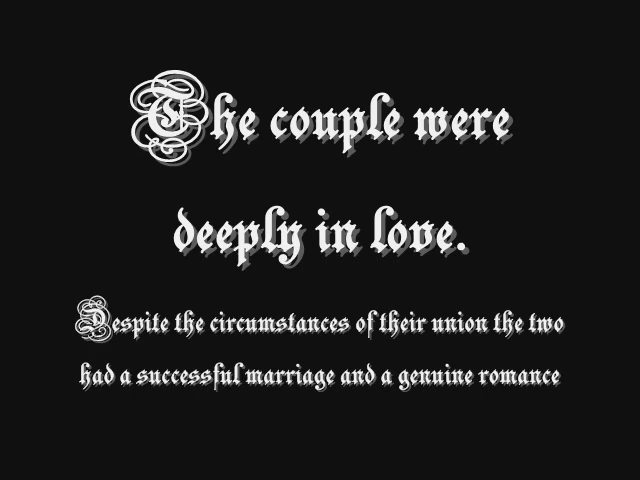 The couple were
deeply in love.
Despite the circumstances of their union the two
had a successful marriage and a genuine romance